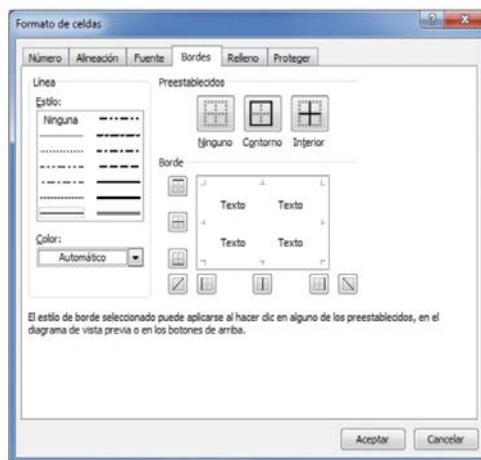 Formato de celdas
Número Alineación Fuente Bordes Relleno Proteger
Línea
Estilo:
Ninguna
Color:
Automático
Preestablecidos
Ninguno Contorno Interior
Borde
Texto Texto
Texto Texto
El estilo de borde seleccionado puede aplicarse al hacer clic en alguno de los preestablecidos, en el
diagrama de vista previa o en los botones de arriba.
Aceptar Cancelar